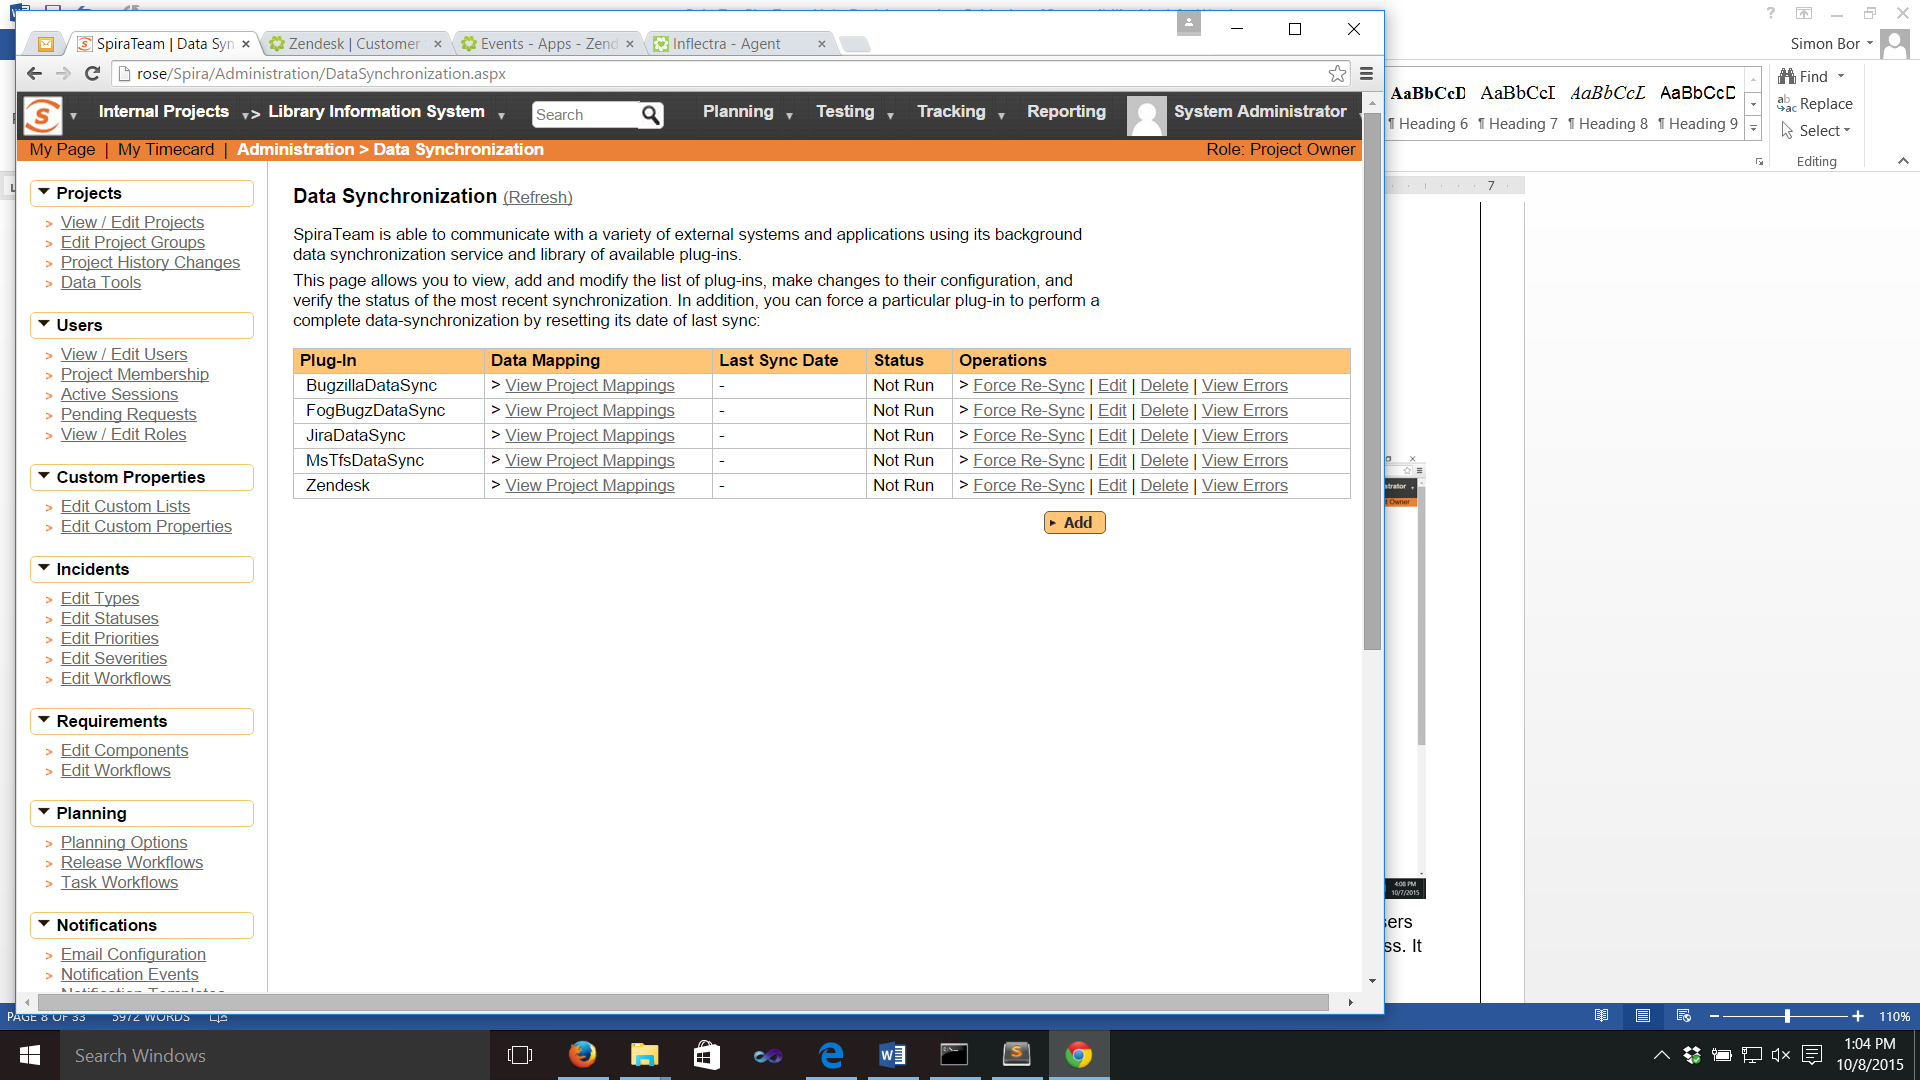 SpiraTeam | Data Syn
Zendesk | Customer
Events - Apps - Zend
Inflectra - Agent
rose/Spira/Administration/DataSynchronization.aspx
Simon Bor
Internal Projects > Library Information System
Search
Planning
Testing
Tracking
Reporting
System Administrator
My Page | My Timecard | Administration > Data Synchronization
Role: Project Owner
AaBbCcD AaBbCcI AaBbCcI AaBbCcD
¶ Heading 6 ¶ Heading 7 ¶ Heading 8 ¶ Heading 9
Find
Replace
Select
Editing
7
Projects
> View / Edit Projects
> Edit Project Groups
> Project History Changes
> Data Tools
Users
> View / Edit Users
> Project Membership
> Active Sessions
> Pending Requests
> View / Edit Roles
Custom Properties
> Edit Custom Lists
> Edit Custom Properties
Incidents
> Edit Types
> Edit Statuses
> Edit Priorities
> Edit Severities
> Edit Workflows
Requirements
> Edit Components
> Edit Workflows
Planning
> Planning Options
> Release Workflows
> Task Workflows
Notifications
> Email Configuration
> Notification Events
Data Synchronization (Refresh)
SpiraTeam is able to communicate with a variety of external systems and applications using its background
data synchronization service and library of available plug-ins.
This page allows you to view, add and modify the list of plug-ins, make changes to their configuration, and
verify the status of the most recent synchronization. In addition, you can force a particular plug-in to perform a
complete data-synchronization by resetting its date of last sync:
Plug-In Data Mapping Last Sync Date Status Operations
BugzillaDataSync > View Project Mappings - Not Run > Force Re-Sync | Edit | Delete | View Errors
FogBugzDataSync > View Project Mappings - Not Run > Force Re-Sync | Edit | Delete | View Errors
JiraDataSync > View Project Mappings - Not Run > Force Re-Sync | Edit | Delete | View Errors
MsTfsDataSync > View Project Mappings - Not Run > Force Re-Sync | Edit | Delete | View Errors
Zendesk > View Project Mappings - Not Run > Force Re-Sync | Edit | Delete | View Errors
Add
4:08 PM
10/7/2015
sers
ss. It
PAGE 8 OF 33 5972 WORDS
110%
Search Windows
1:04 PM
10/8/2015